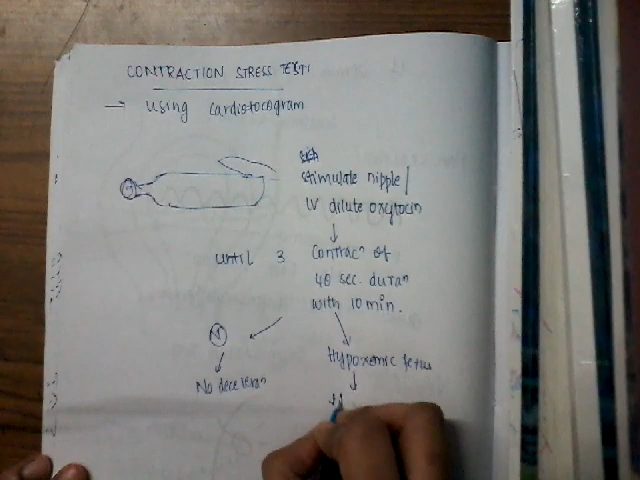 CONTRACTION STRESS TEST
→ using cardiotocogram
stimulate nipple/
IV dilute oxytocin
↓
until 3 contracⁿ of
40 sec. duraⁿ
with 10 min.
N
↓
No deceleraⁿ
Hypoxemic fetus
↓